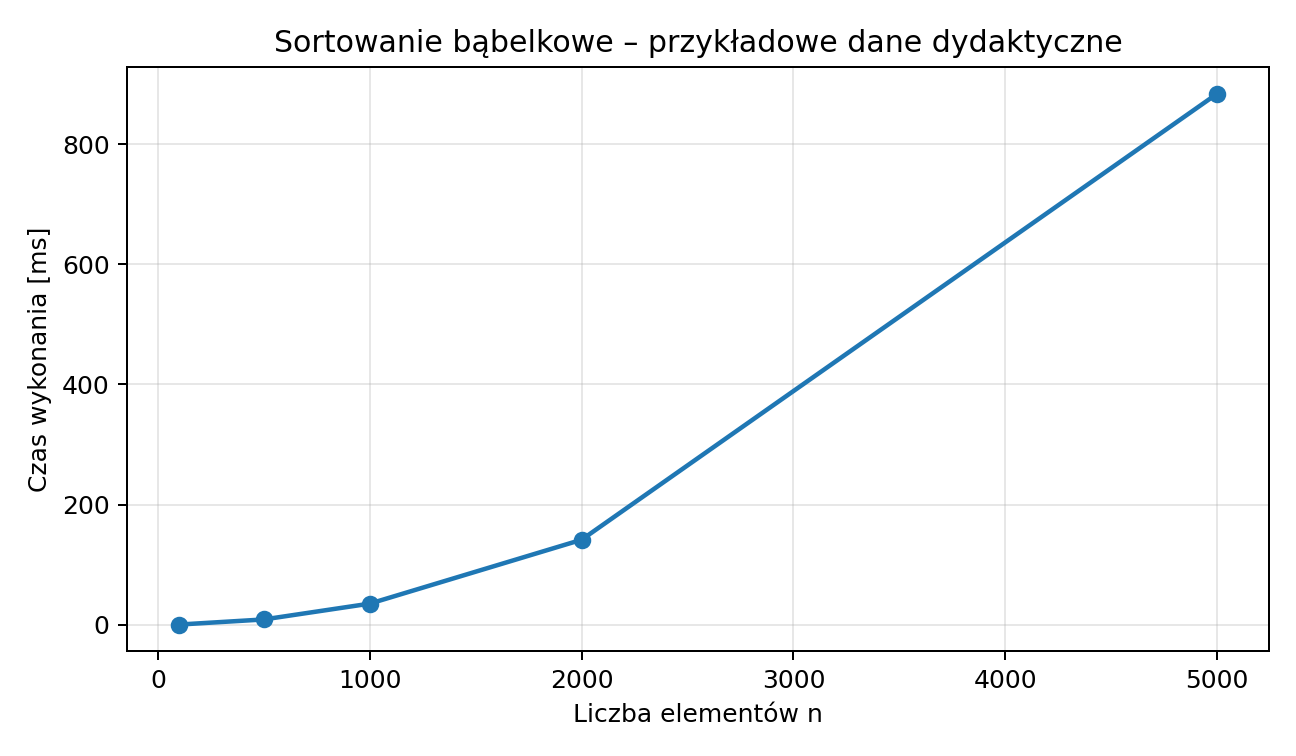 Sortowanie bąbelkowe – przykładowe dane dydaktyczne
Czas wykonania [ms]
800
600
400
200
0
0 1000 2000 3000 4000 5000
Liczba elementów n